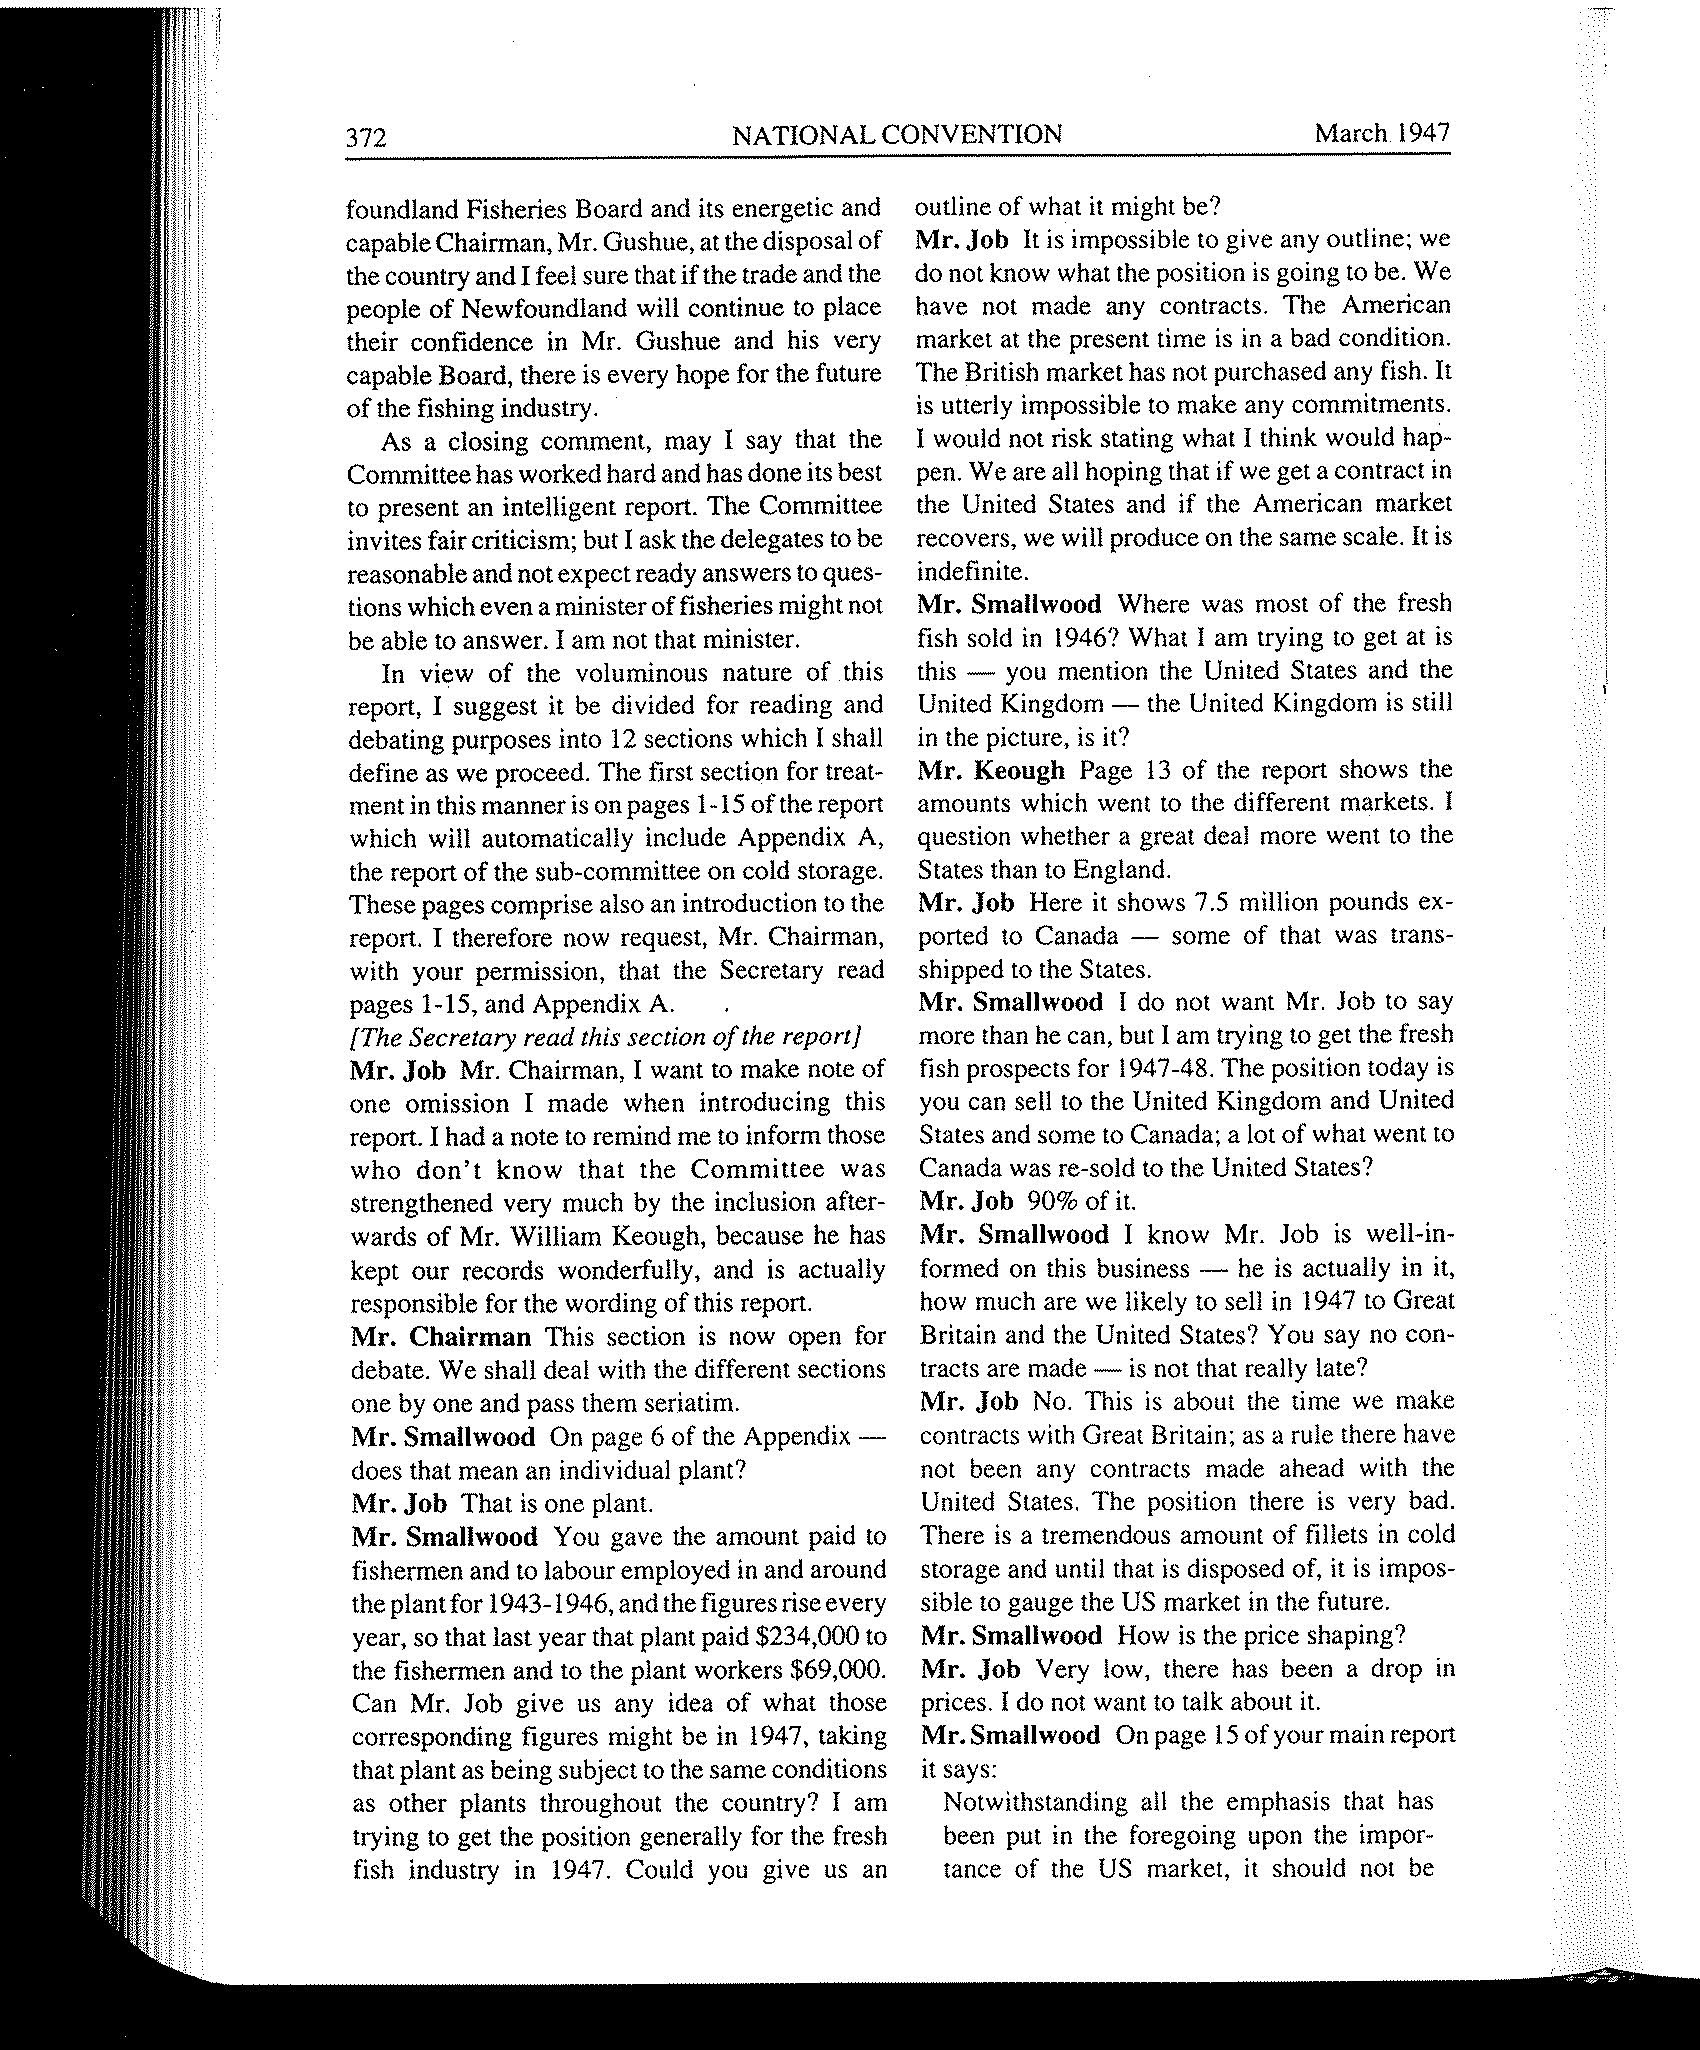 372
NATIONAL CONVENTION
March 1947
foundland Fisheries Board and its energetic and
capable Chairman, Mr. Gushue, at the disposal of
the country and I feel sure that if the trade and the
people of Newfoundland will continue to place
their confidence in Mr. Gushue and his very
capable Board, there is every hope for the future
of the fishing industry.
As a closing comment, may I say that the
Committee has worked hard and has done its best
to present an intelligent report. The Committee
invites fair criticism; but I ask the delegates to be
reasonable and not expect ready answers to ques-
tions which even a minister of fisheries might not
be able to answer. I am not that minister.
In view of the voluminous nature of this
report, I suggest it be divided for reading and
debating purposes into 12 sections which I shall
define as we proceed. The first section for treat-
ment in this manner is on pages 1-15 of the report
which will automatically include Appendix A,
the report of the sub-committee on cold storage.
These pages comprise also an introduction to the
report. I therefore now request, Mr. Chairman,
with your permission, that the Secretary read
pages 1-15, and Appendix A.
[The Secretary read this section of the report]
Mr. Job Mr. Chairman, I want to make note of
one omission I made when introducing this
report. I had a note to remind me to inform those
who don't know that the Committee was
strengthened very much by the inclusion after-
wards of Mr. William Keough, because he has
kept our records wonderfully, and is actually
responsible for the wording of this report.
Mr. Chairman This section is now open for
debate. We shall deal with the different sections
one by one and pass them seriatim.
Mr. Smallwood On page 6 of the Appendix —
does that mean an individual plant?
Mr. Job That is one plant.
Mr. Smallwood You gave the amount paid to
fishermen and to labour employed in and around
the plant for 1943-1946, and the figures rise every
year, so that last year that plant paid $234,000 to
the fishermen and to the plant workers $69,000.
Can Mr. Job give us any idea of what those
corresponding figures might be in 1947, taking
that plant as being subject to the same conditions
as other plants throughout the country? I am
trying to get the position generally for the fresh
fish industry in 1947. Could you give us an
outline of what it might be?
Mr. Job It is impossible to give any outline; we
do not know what the position is going to be. We
have not made any contracts. The American
market at the present time is in a bad condition.
The British market has not purchased any fish. It
is utterly impossible to make any commitments.
I would not risk stating what I think would hap-
pen. We are all hoping that if we get a contract in
the United States and if the American market
recovers, we will produce on the same scale. It is
indefinite.
Mr. Smallwood Where was most of the fresh
fish sold in 1946? What I am trying to get at is
this — you mention the United States and the
United Kingdom — the United Kingdom is still
in the picture, is it?
Mr. Keough Page 13 of the report shows the
amounts which went to the different markets. I
question whether a great deal more went to the
States than to England.
Mr. Job Here it shows 7.5 million pounds ex-
ported to Canada — some of that was trans-
shipped to the States.
Mr. Smallwood I do not want Mr. Job to say
more than he can, but I am trying to get the fresh
fish prospects for 1947-48. The position today is
you can sell to the United Kingdom and United
States and some to Canada; a lot of what went to
Canada was re-sold to the United States?
Mr. Job 90% of it.
Mr. Smallwood I know Mr. Job is well-in-
formed on this business — he is actually in it,
how much are we likely to sell in 1947 to Great
Britain and the United States? You say no con-
tracts are made — is not that really late?
Mr. Job No. This is about the time we make
contracts with Great Britain; as a rule there have
not been any contracts made ahead with the
United States. The position there is very bad.
There is a tremendous amount of fillets in cold
storage and until that is disposed of, it is impos-
sible to gauge the US market in the future.
Mr. Smallwood How is the price shaping?
Mr. Job Very low, there has been a drop in
prices. I do not want to talk about it.
Mr. Smallwood On page 15 of your main report
it says:
Notwithstanding all the emphasis that has
been put in the foregoing upon the impor-
tance of the US market, it should not be